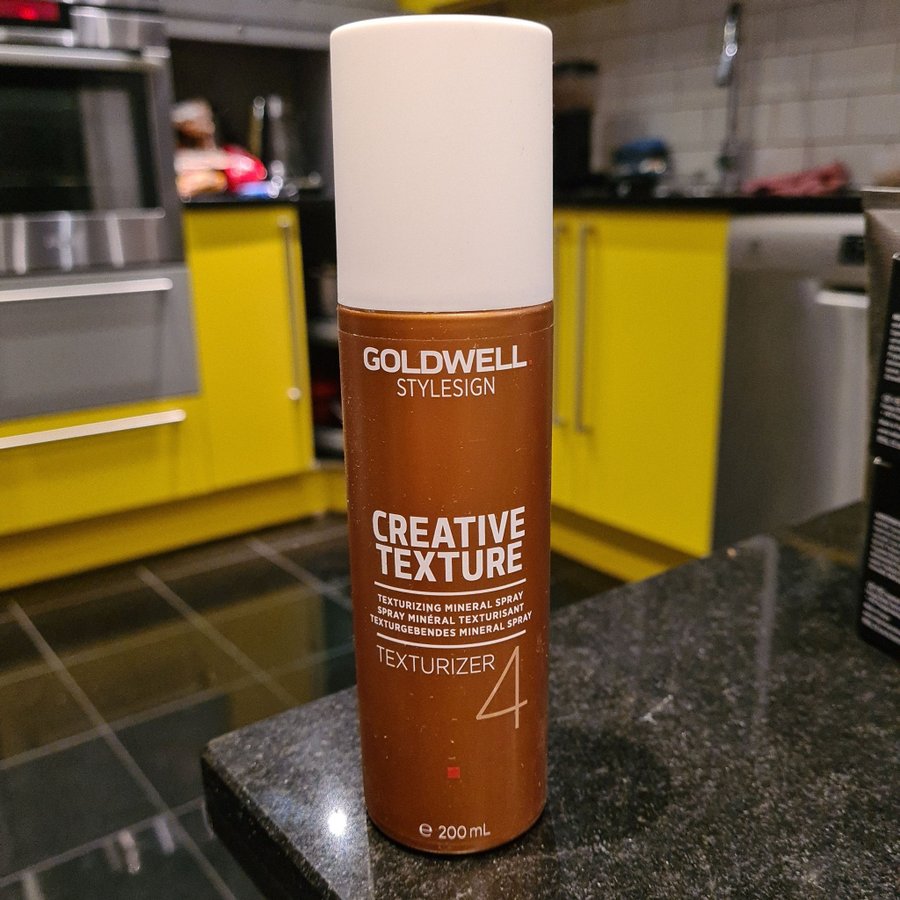 GOLDWELL.
STYLESIGN
CREATIVE
TEXTURE
TEXTURIZING MINERAL SPRAY
SPRAY MINÉRAL TEXTURISANT
TEXTURGEBENDES MINERAL SPRAY
TEXTURIZER 4
℮ 200 mL